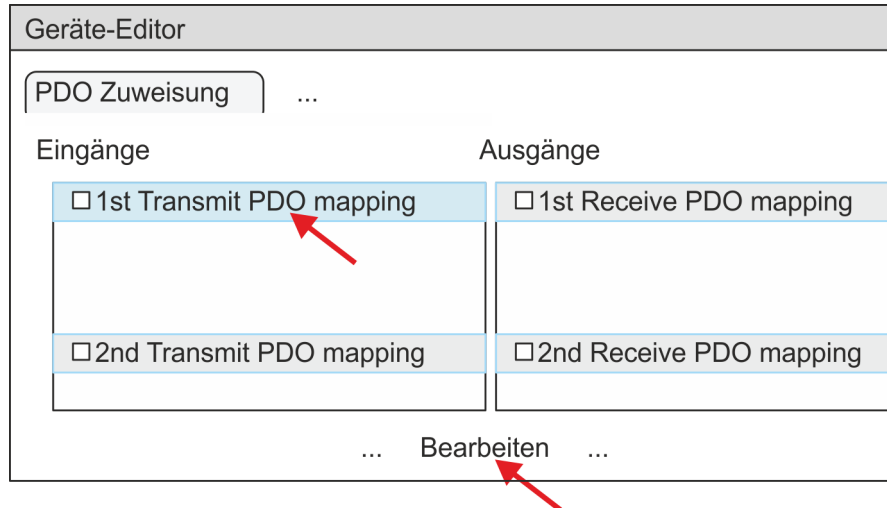 Geräte-Editor
PDO Zuweisung ...
Eingänge Ausgänge
1st Transmit PDO mapping 1st Receive PDO mapping
2nd Transmit PDO mapping 2nd Receive PDO mapping
... Bearbeiten ...